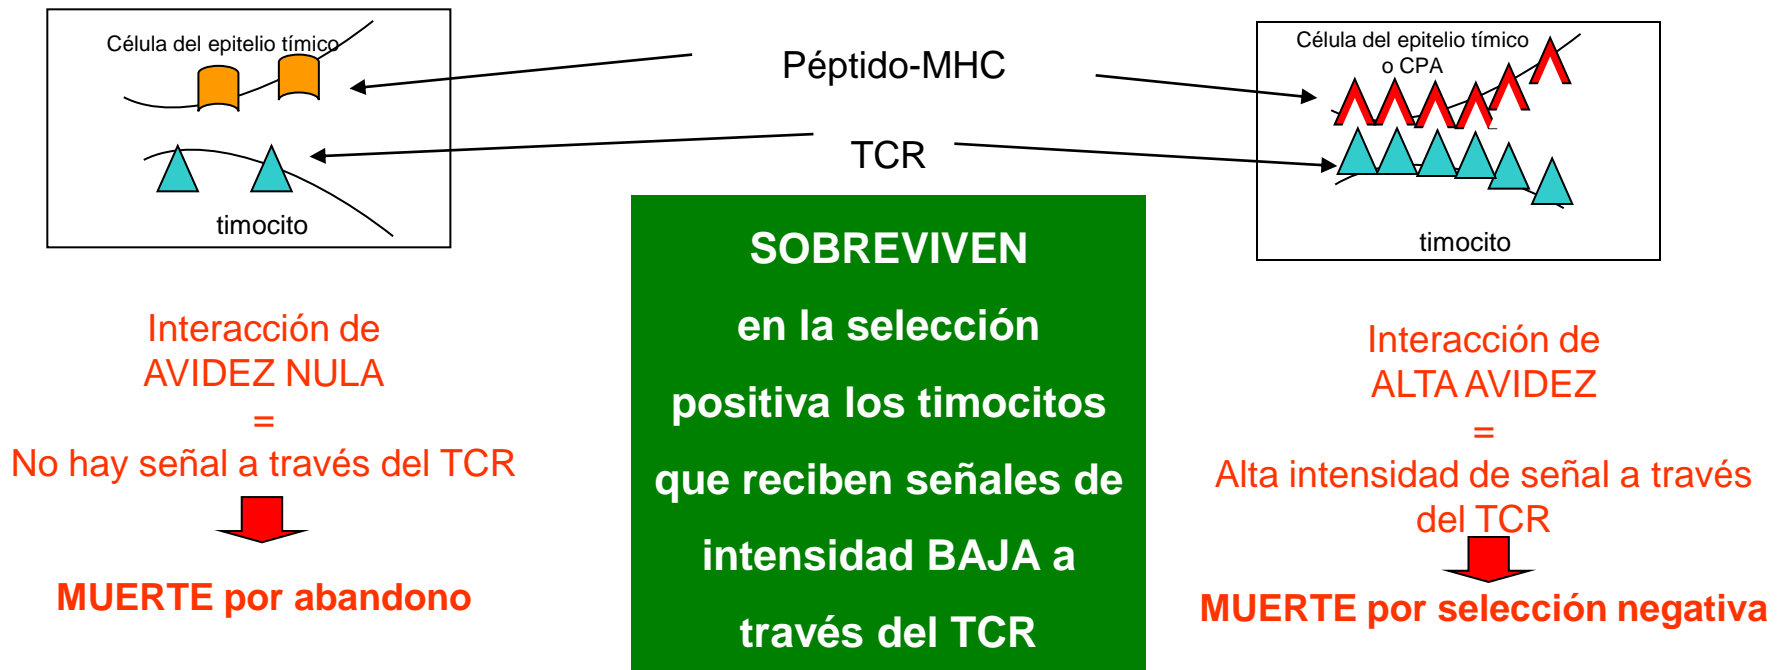 Célula del epitelio tímico
timocito
Interacción de
AVIDEZ NULA
=
No hay señal a través del TCR
MUERTE por abandono
Péptido-MHC
TCR
SOBREVIVEN
en la selección
positiva los timocitos
que reciben señales de
intensidad BAJA a
través del TCR
Célula del epitelio tímico
o CPA
timocito
Interacción de
ALTA AVIDEZ
=
Alta intensidad de señal a través
del TCR
MUERTE por selección negativa